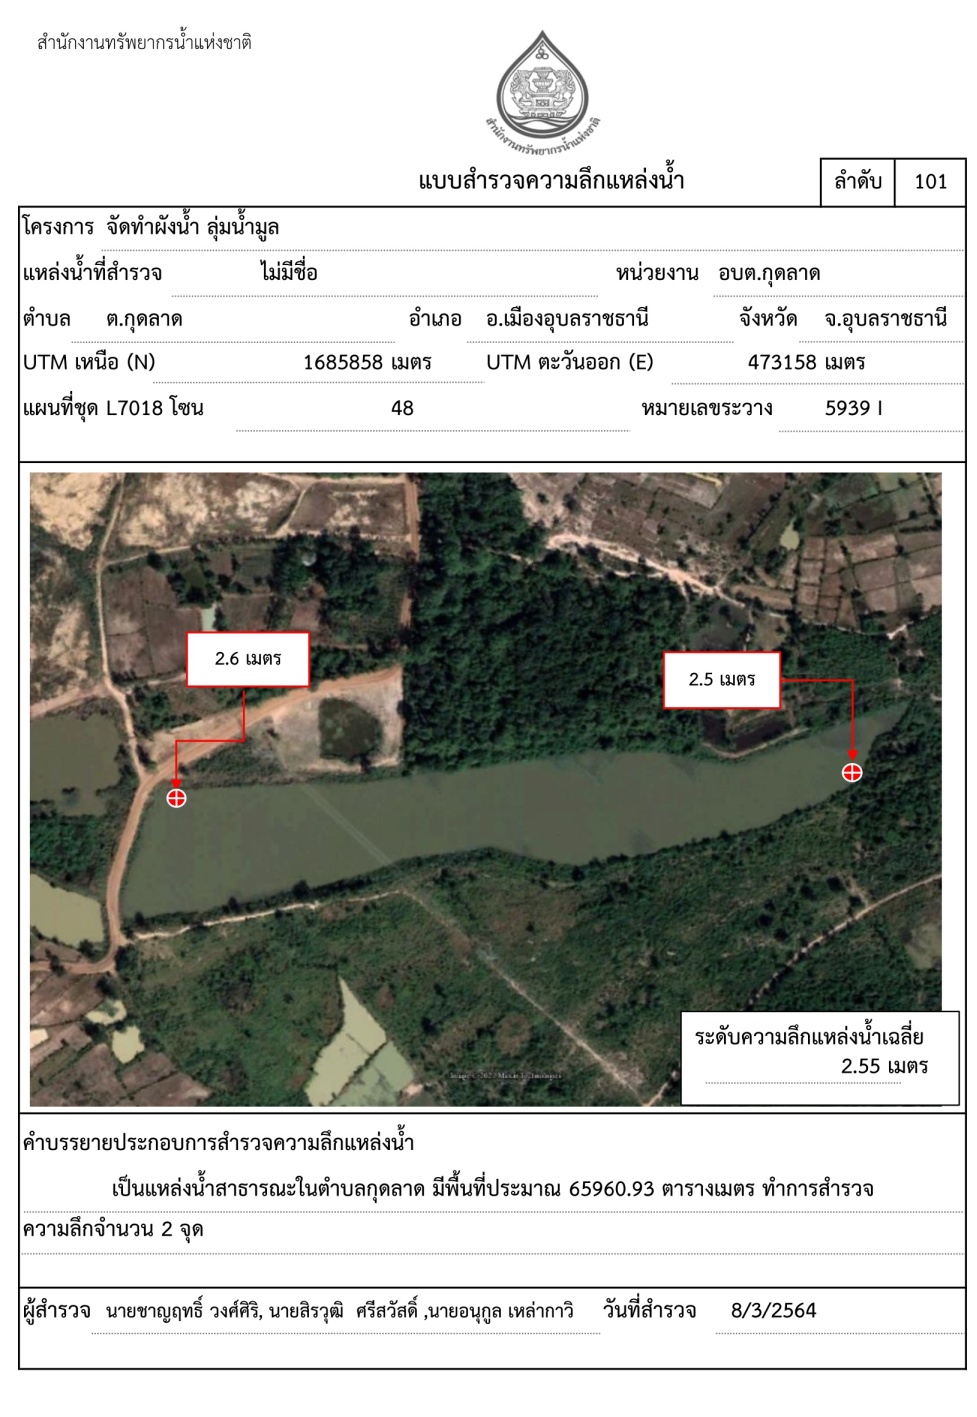 สำนักงานทรัพยากรน้ำแห่งชาติ
สำนักงานทรัพยากรน้ำแห่งชาติ
แบบสำรวจความลึกแหล่งน้ำ
ลำดับ 101
โครงการ จัดทำผังน้ำ ลุ่มน้ำมูล
แหล่งน้ำที่สำรวจ ไม่มีชื่อ หน่วยงาน อบต.กุดลาด
ตำบล ต.กุดลาด อำเภอ อ.เมืองอุบลราชธานี จังหวัด จ.อุบลราชธานี
UTM เหนือ (N) 1685858 เมตร UTM ตะวันออก (E) 473158 เมตร
แผนที่ชุด L7018 โซน 48 หมายเลขระวาง 5939 I
2.6 เมตร
2.5 เมตร
ระดับความลึกแหล่งน้ำเฉลี่ย
2.55 เมตร
Image © 2022 Maxar Technologies
คำบรรยายประกอบการสำรวจความลึกแหล่งน้ำ
เป็นแหล่งน้ำสาธารณะในตำบลกุดลาด มีพื้นที่ประมาณ 65960.93 ตารางเมตร ทำการสำรวจ
ความลึกจำนวน 2 จุด
ผู้สำรวจ นายชาญฤทธิ์ วงศ์ศิริ, นายสิรวุฒิ ศรีสวัสดิ์ ,นายอนุกูล เหล่ากาวิ วันที่สำรวจ 8/3/2564